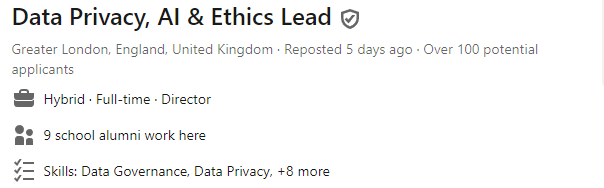 Data Privacy, AI & Ethics Lead
Greater London, England, United Kingdom · Reposted 5 days ago · Over 100 potential
applicants
Hybrid · Full-time · Director
9 school alumni work here
Skills: Data Governance, Data Privacy, +8 more